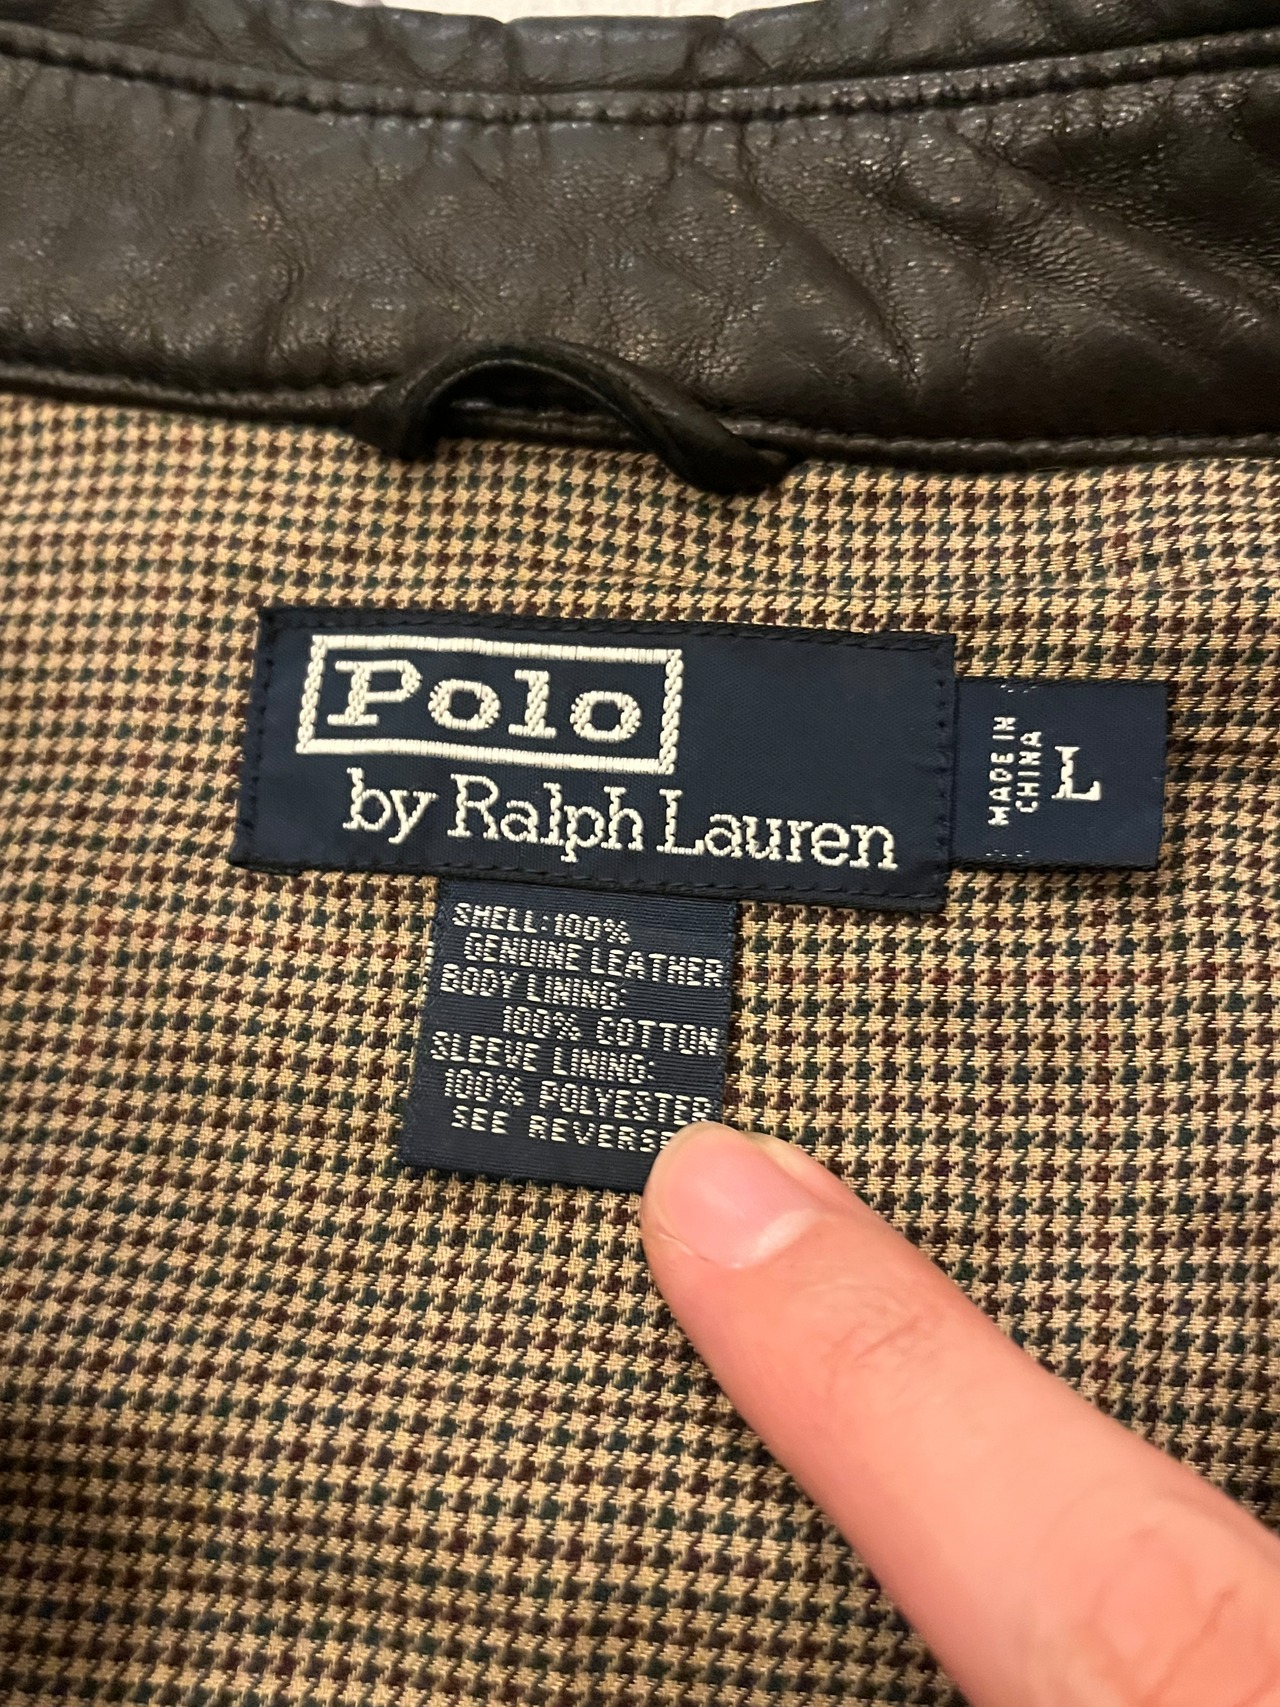 Polo
by Ralph Lauren
MADE IN
CHINA
L
SHELL: 100%
GENUINE LEATHER
BODY LINING:
100% COTTON
SLEEVE LINING:
100% POLYESTER
SEE REVERSE